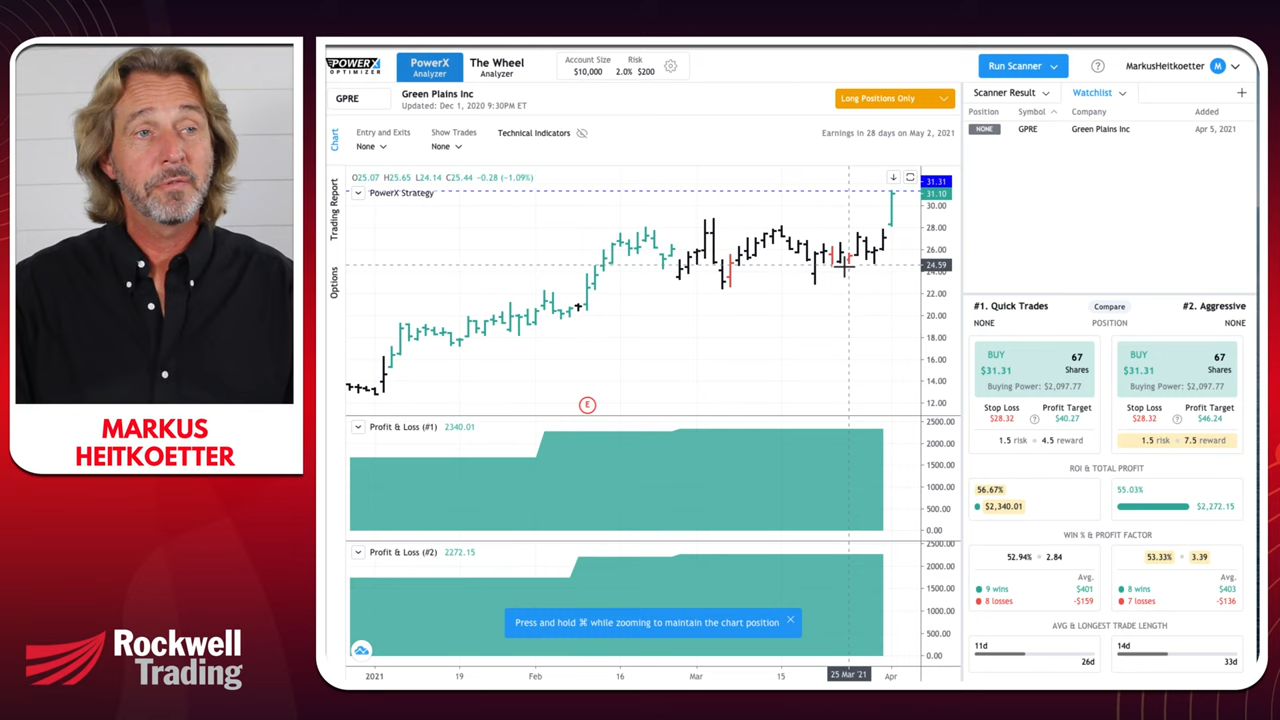 MARKUS
HEITKOETTER
Rockwell
Trading
POWERX
OPTIMIZER
PowerX
Analyzer
The Wheel
Analyzer
Account Size
$10,000
Risk
2.0% $200
Run Scanner
?
MarkusHeitkoetter
M
GPRE
Green Plains Inc
Updated: Dec 1, 2020 9:30PM ET
Long Positions Only
Chart
Trading Report
Options
Entry and Exits
None
Show Trades
None
Technical Indicators
Earnings in 28 days on May 2, 2021
O25.07 H25.65 L24.14 C25.44 -0.28 (-1.09%)
PowerX Strategy
31.31
31.10
30.00
28.00
26.00
24.59
24.00
22.00
20.00
18.00
16.00
14.00
12.00
E
Profit & Loss (#1) 2340.01
2500.00
2000.00
1500.00
1000.00
500.00
0.00
Profit & Loss (#2) 2272.15
2500.00
2000.00
1500.00
1000.00
500.00
0.00
Press and hold ⌘ while zooming to maintain the chart position
2021 19 Feb 16 Mar 15 25 Mar '21 Apr
Scanner Result
Watchlist
+
Position Symbol Company Added
NONE GPRE Green Plains Inc Apr 5, 2021
#1. Quick Trades Compare #2. Aggressive
NONE POSITION NONE
BUY 67
$31.31 Shares
Buying Power: $2,097.77
Stop Loss Profit Target
$28.32 ? $40.27
1.5 risk 4.5 reward
BUY 67
$31.31 Shares
Buying Power: $2,097.77
Stop Loss Profit Target
$28.32 ? $46.24
1.5 risk 7.5 reward
ROI & TOTAL PROFIT
56.67%
$2,340.01
55.03%
$2,272.15
WIN % & PROFIT FACTOR
52.94% 2.84
Avg.
9 wins $401
8 losses -$159
53.33% 3.39
Avg.
8 wins $403
7 losses -$136
AVG & LONGEST TRADE LENGTH
11d
26d
14d
33d